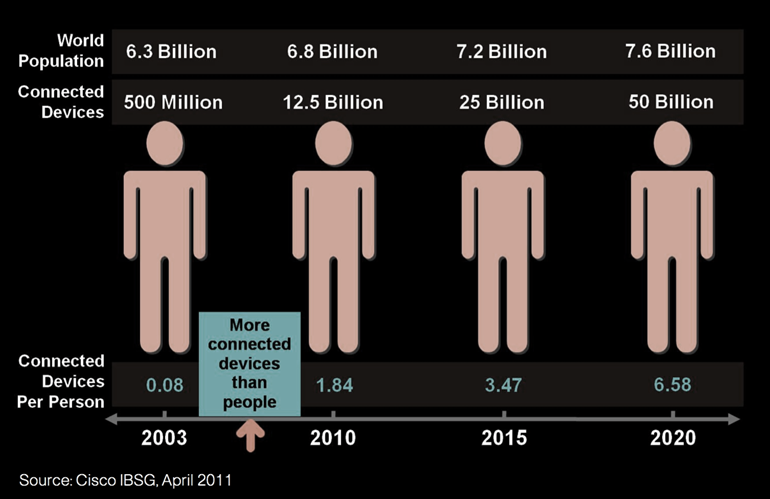 World Population 6.3 Billion 6.8 Billion 7.2 Billion 7.6 Billion
Connected Devices 500 Million 12.5 Billion 25 Billion 50 Billion
More
connected
devices
than
people
Connected Devices Per Person 0.08 1.84 3.47 6.58
2003 2010 2015 2020
Source: Cisco IBSG, April 2011